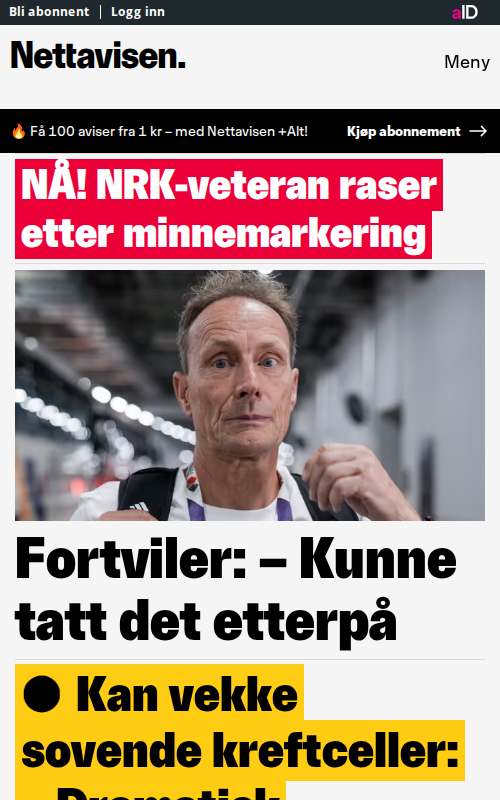 Bli abonnent | Logg inn
aID
Nettavisen.
Meny
🔥 Få 100 aviser fra 1 kr – med Nettavisen +Alt!
Kjøp abonnement →
NÅ! NRK-veteran raser
etter minnemarkering
Fortviler: – Kunne
tatt det etterpå
● Kan vekke
sovende kreftceller:
– Dramatisk